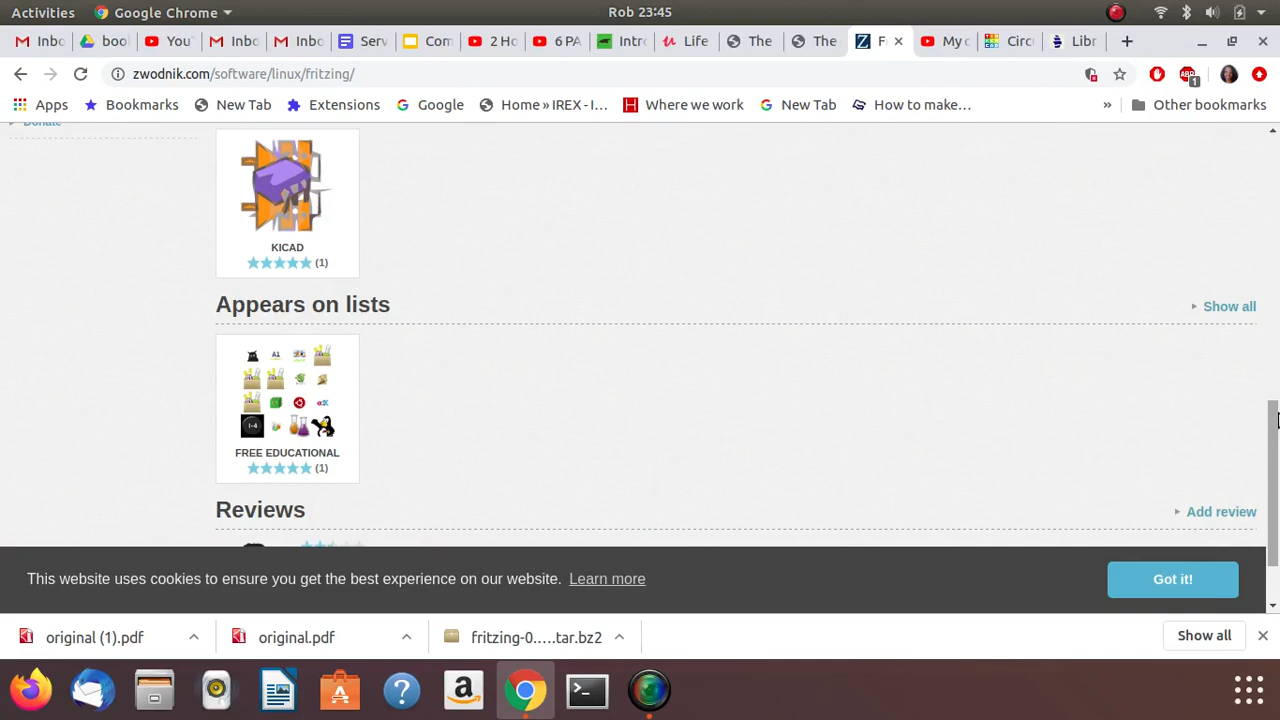 Activities Google Chrome Rob 23:45
Inbo boo YouT Inbo Inbo Serv Com 2 Ho 6 PA Intr Life The The Fr My c Circ Libr
zwodnik.com/software/linux/fritzing/
Apps Bookmarks New Tab Extensions Google Home » IREX - I... Where we work New Tab How to make... » Other bookmarks
Donate
KICAD
(1)
Appears on lists Show all
FREE EDUCATIONAL
(1)
Reviews Add review
This website uses cookies to ensure you get the best experience on our website. Learn more Got it!
original (1).pdf original.pdf fritzing-0.....tar.bz2 Show all